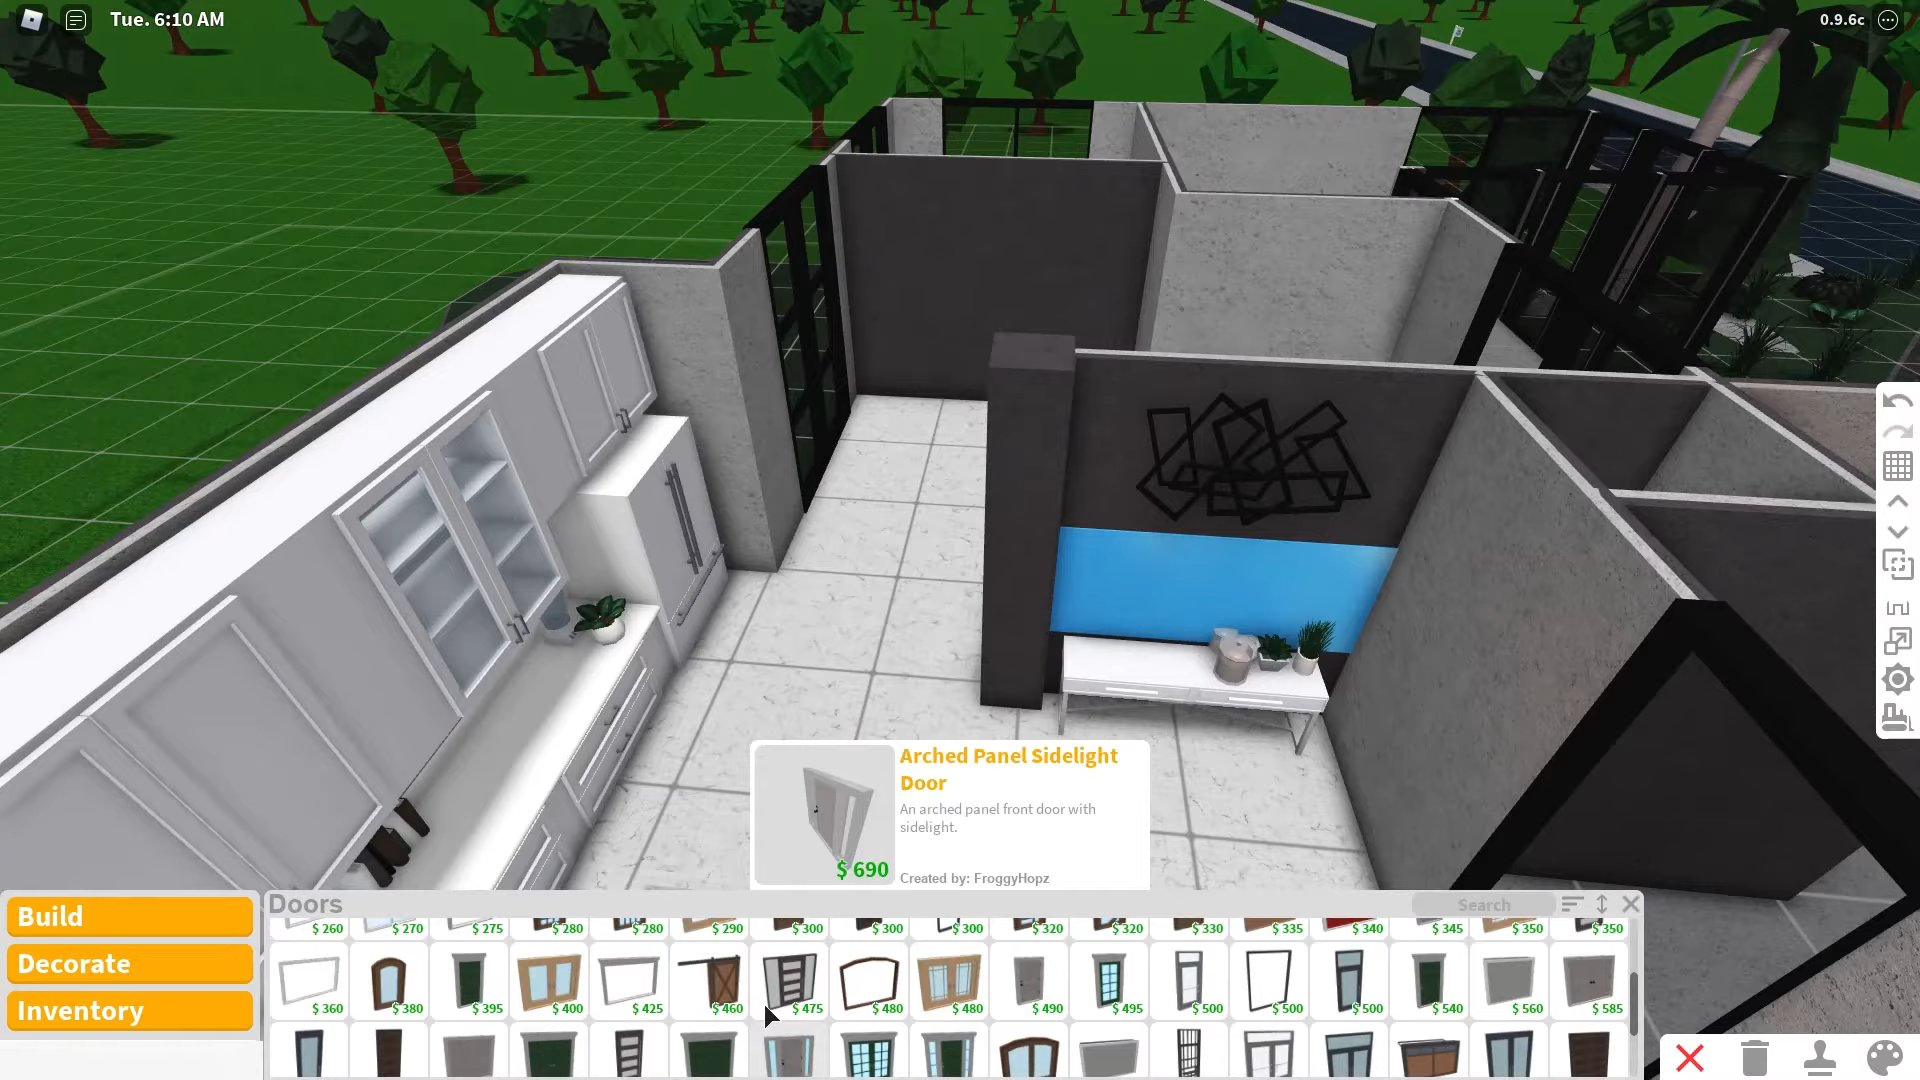 Tue. 6:10 AM
0.9.6c
Arched Panel Sidelight
Door
An arched panel front door with
sidelight.
$ 690
Created by: FroggyHopz
Build
Decorate
Inventory
Doors
Search
$ 260 $ 270 $ 275 $ 280 $ 280 $ 290 $ 300 $ 300 $ 300 $ 320 $ 320 $ 330 $ 335 $ 340 $ 345 $ 350 $ 350
$ 360 $ 380 $ 395 $ 400 $ 425 $ 460 $ 475 $ 480 $ 480 $ 490 $ 495 $ 500 $ 500 $ 500 $ 540 $ 560 $ 585